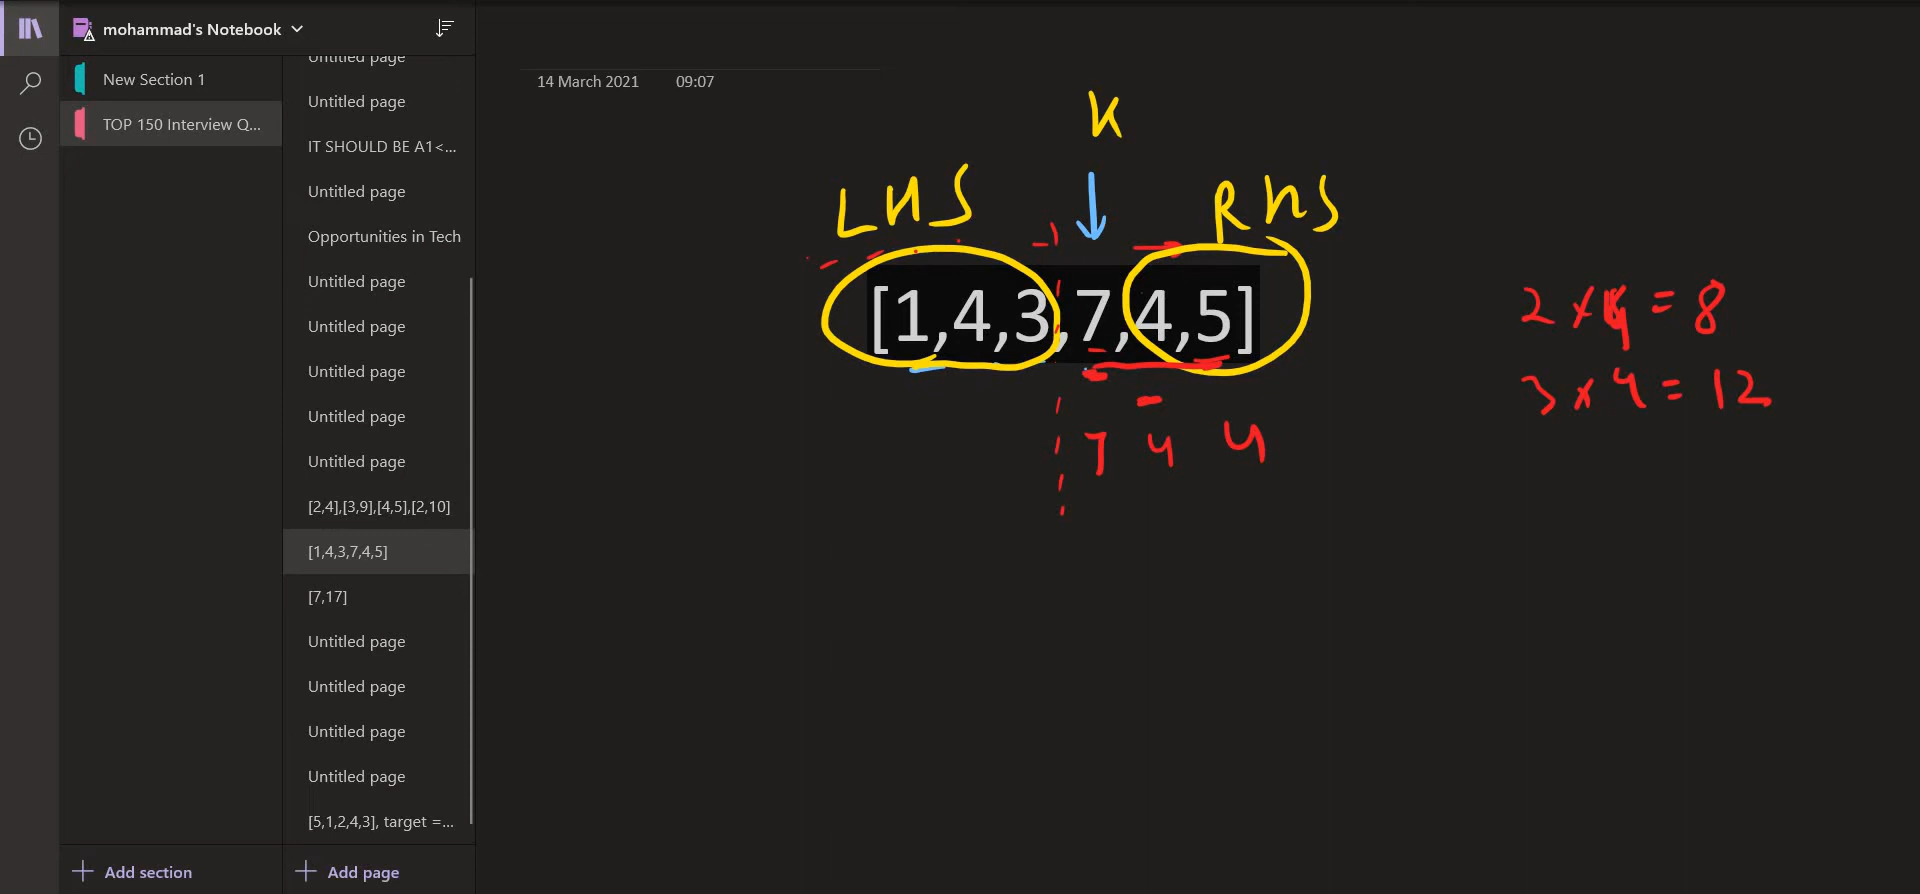 mohammad's Notebook
New Section 1
TOP 150 Interview Q...
Add section
Untitled page
Untitled page
IT SHOULD BE A1<...
Untitled page
Opportunities in Tech
Untitled page
Untitled page
Untitled page
Untitled page
Untitled page
[2,4],[3,9],[4,5],[2,10]
[1,4,3,7,4,5]
[7,17]
Untitled page
Untitled page
Untitled page
Untitled page
[5,1,2,4,3], target =...
Add page
14 March 2021 09:07
K
LHS RHS
[1,4,3,7,4,5]
7 4 4
2 x 4 = 8
3 x 4 = 12